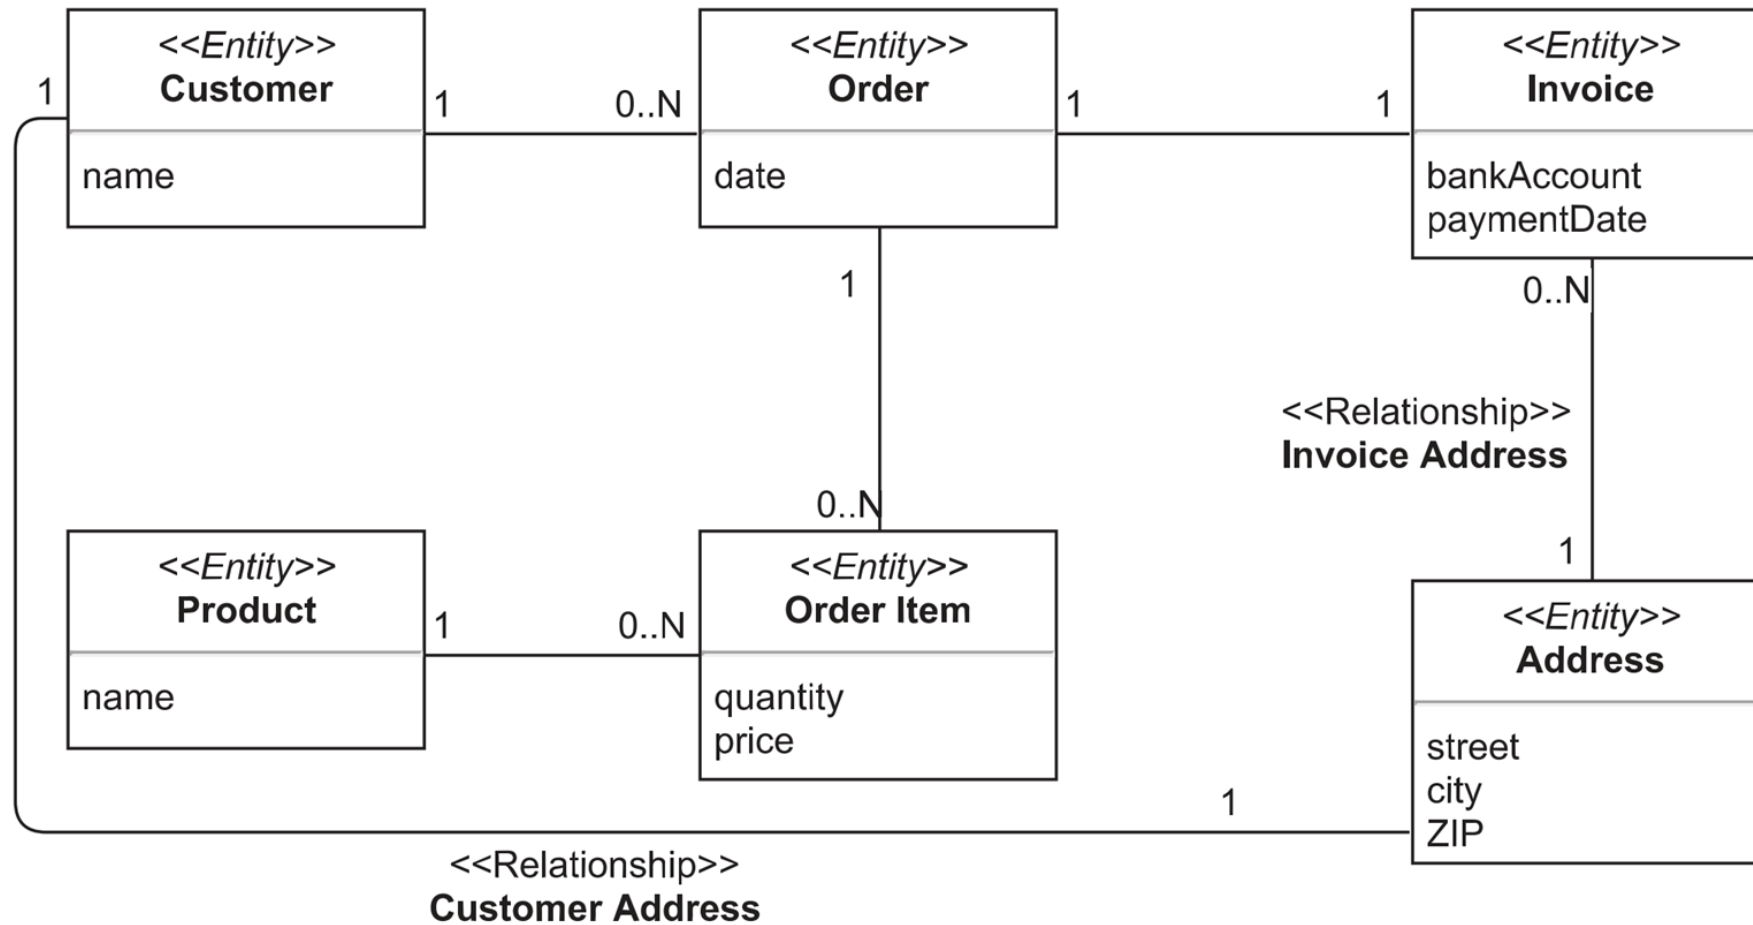 <<Entity>>
Customer
name
1
1
0..N
<<Entity>>
Order
date
1
1
<<Entity>>
Invoice
bankAccount
paymentDate
1
0..N
0..N
<<Relationship>>
Invoice Address
1
<<Entity>>
Product
name
1
0..N
<<Entity>>
Order Item
quantity
price
<<Entity>>
Address
street
city
ZIP
1
<<Relationship>>
Customer Address